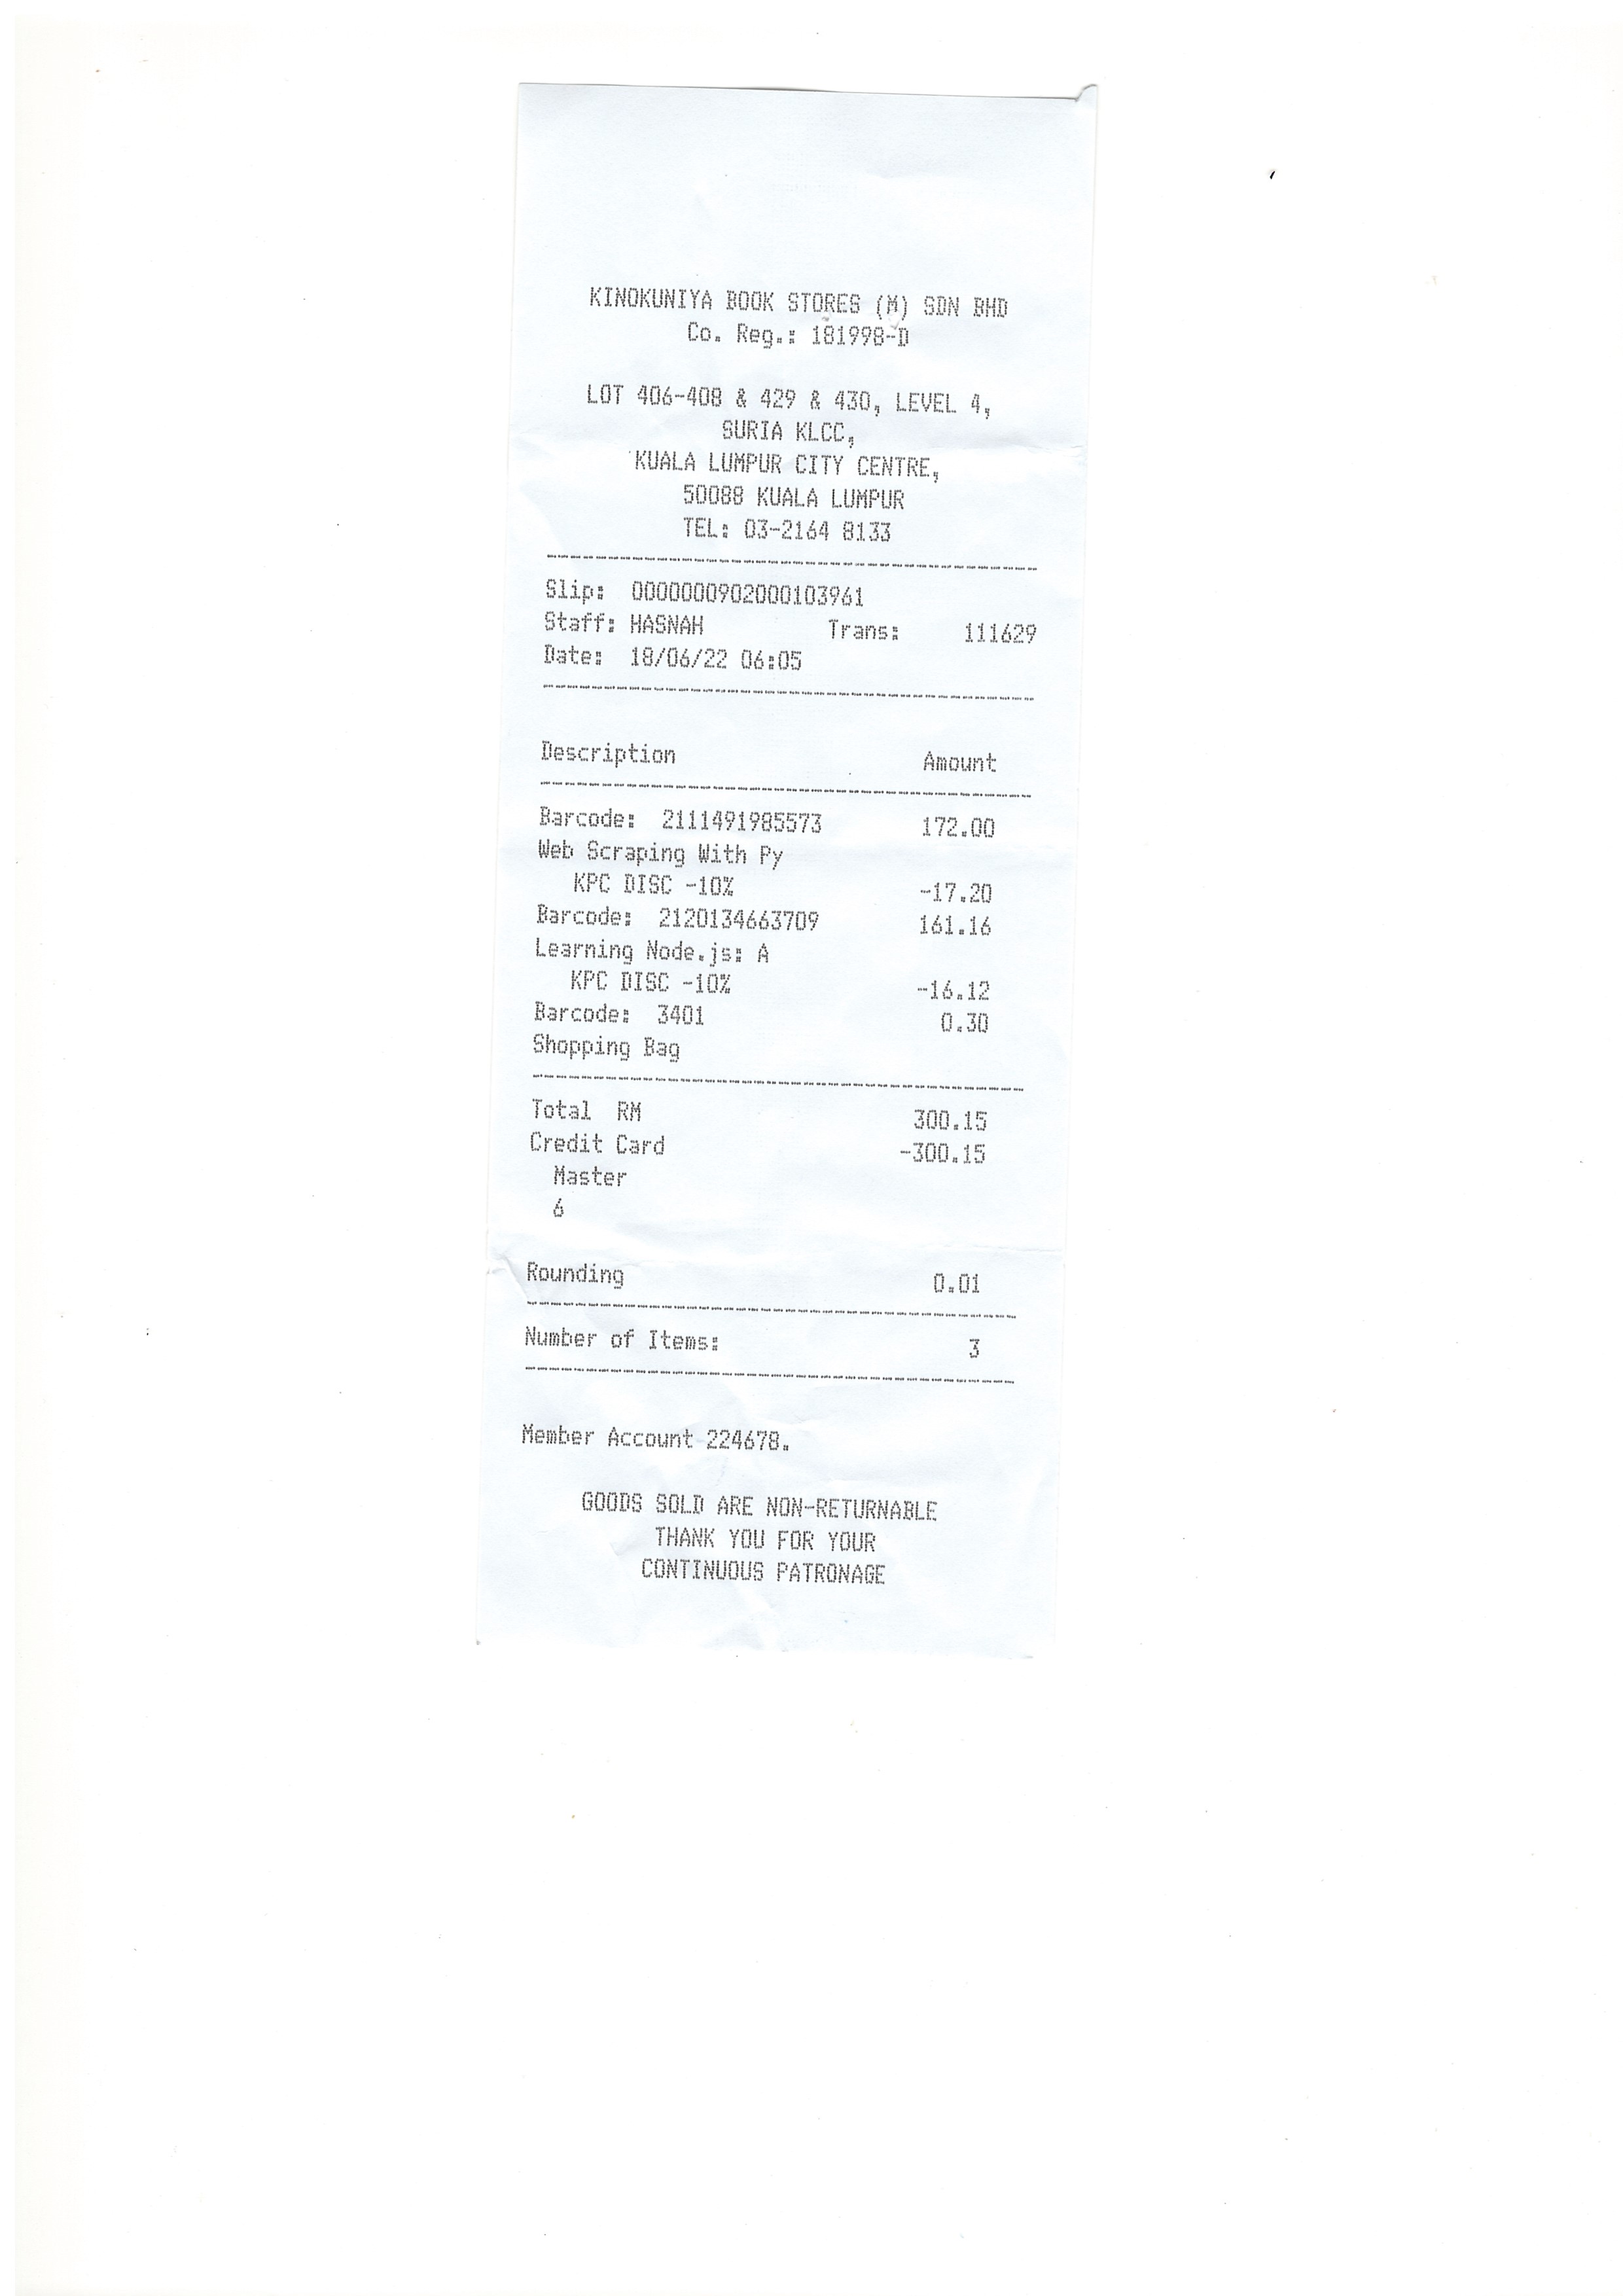 KINOKUNIYA BOOK STORES (M) SDN BHD
Co. Reg.: 181998-D
LOT 406-408 & 429 & 430, LEVEL 4,
SURIA KLCC,
KUALA LUMPUR CITY CENTRE,
50088 KUALA LUMPUR
TEL: 03-2164 8133
Slip: 0000000902000103961
Staff: HASNAH Trans: 111629
Date: 18/06/22 06:05
Description Amount
Barcode: 2111491985573 172.00
Web Scraping With Py
KPC DISC -10% -17.20
Barcode: 2120134663709 161.16
Learning Node.js: A
KPC DISC -10% -16.12
Barcode: 3401 0.30
Shopping Bag
Total RM 300.15
Credit Card -300.15
Master
6
Rounding 0.01
Number of Items: 3
Member Account 224678.
GOODS SOLD ARE NON-RETURNABLE
THANK YOU FOR YOUR
CONTINUOUS PATRONAGE